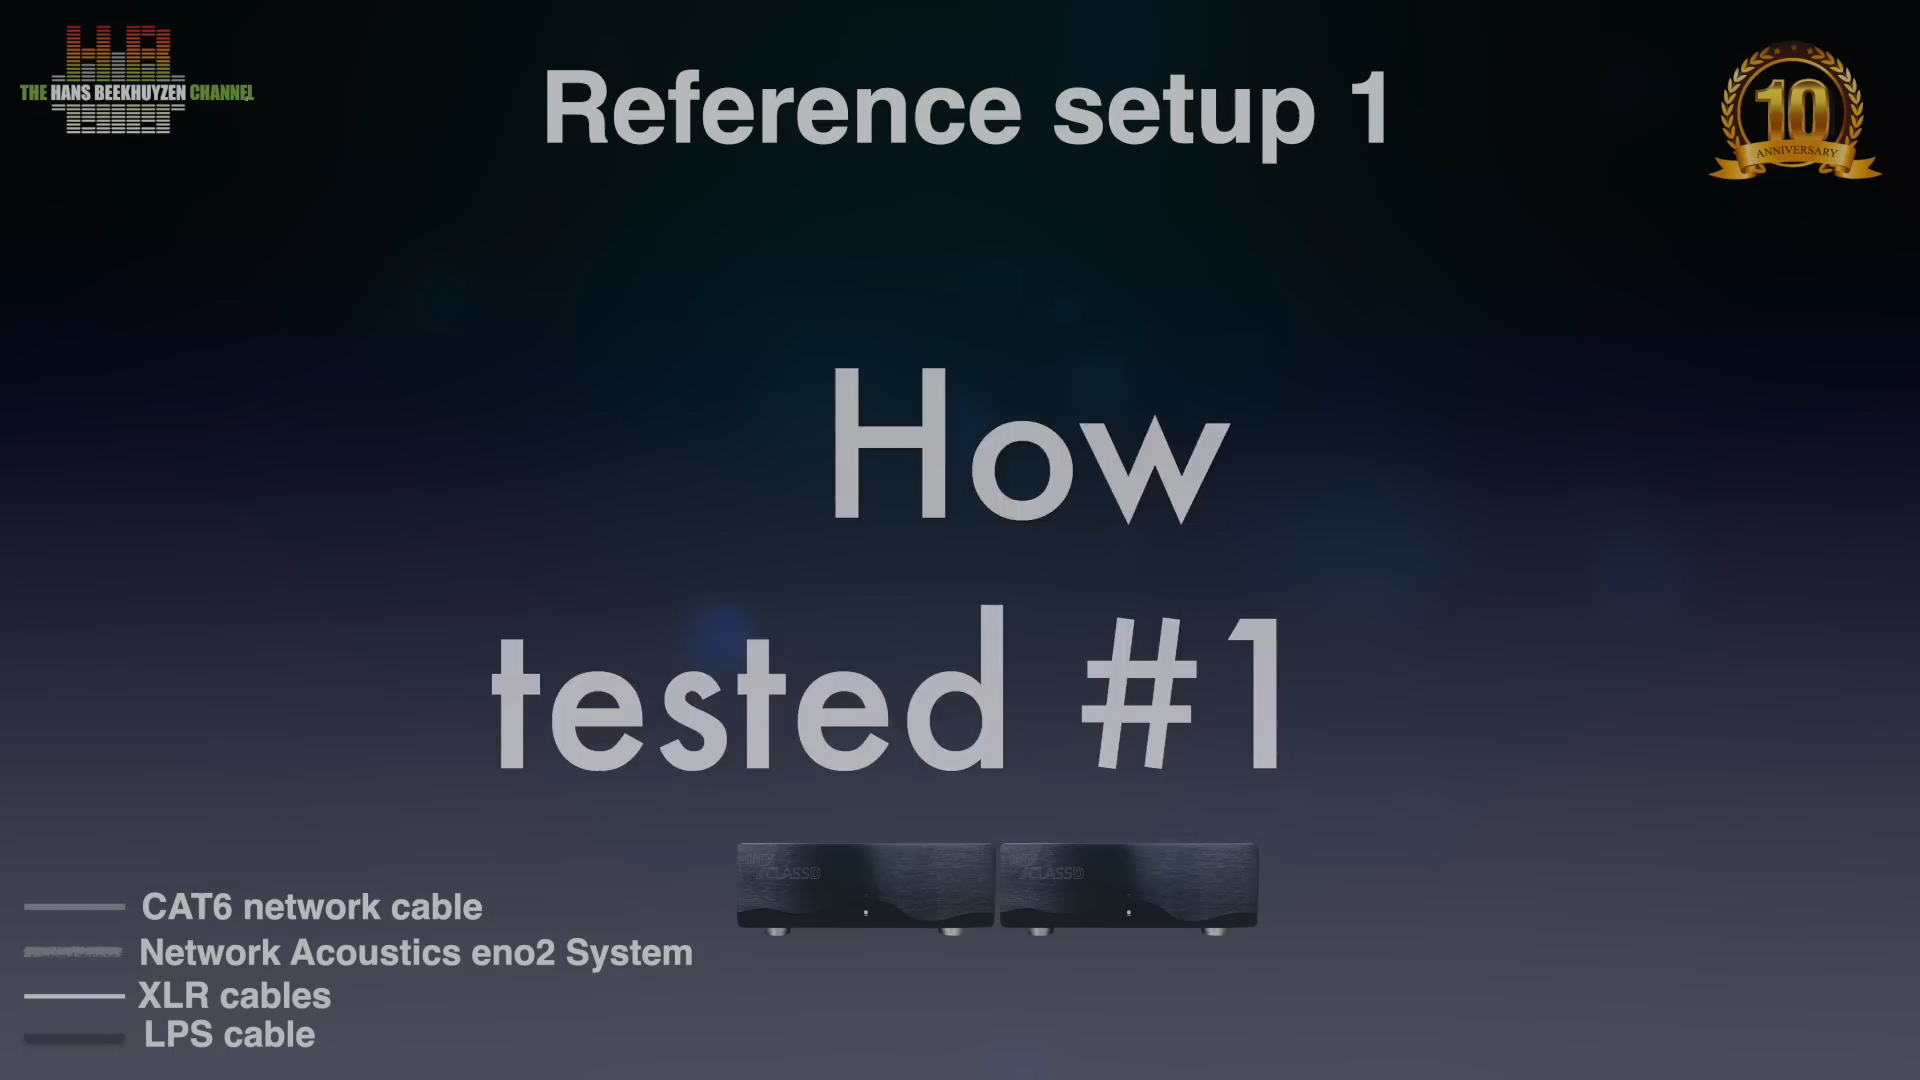 THE HANS BEEKHUYZEN CHANNEL
Reference setup 1
10
ANNIVERSARY
How
tested #1
CLASSD
CLASSD
CAT6 network cable
Network Acoustics eno2 System
XLR cables
LPS cable